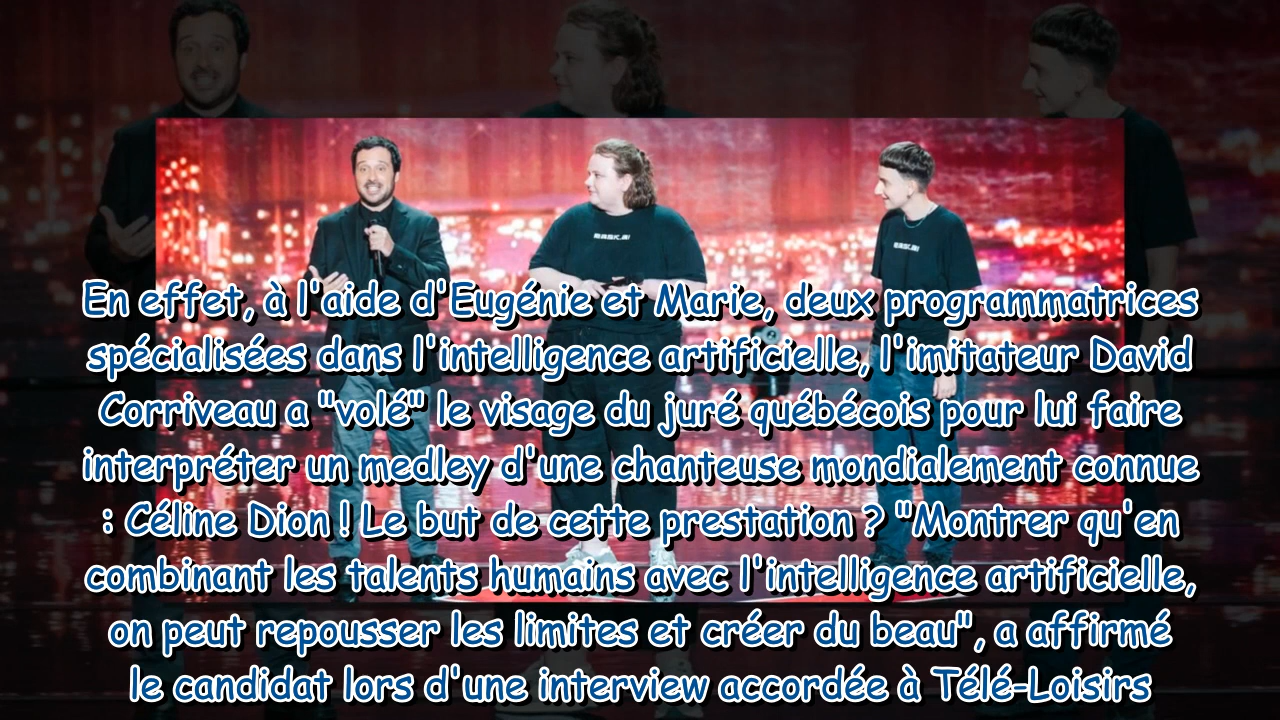 En effet, à l'aide d'Eugénie et Marie, deux programmatrices
spécialisées dans l'intelligence artificielle, l'imitateur David
Corriveau a "volé" le visage du juré québécois pour lui faire
interpréter un medley d'une chanteuse mondialement connue
: Céline Dion ! Le but de cette prestation ? "Montrer qu'en
combinant les talents humains avec l'intelligence artificielle,
on peut repousser les limites et créer du beau", a affirmé
le candidat lors d'une interview accordée à Télé-Loisirs